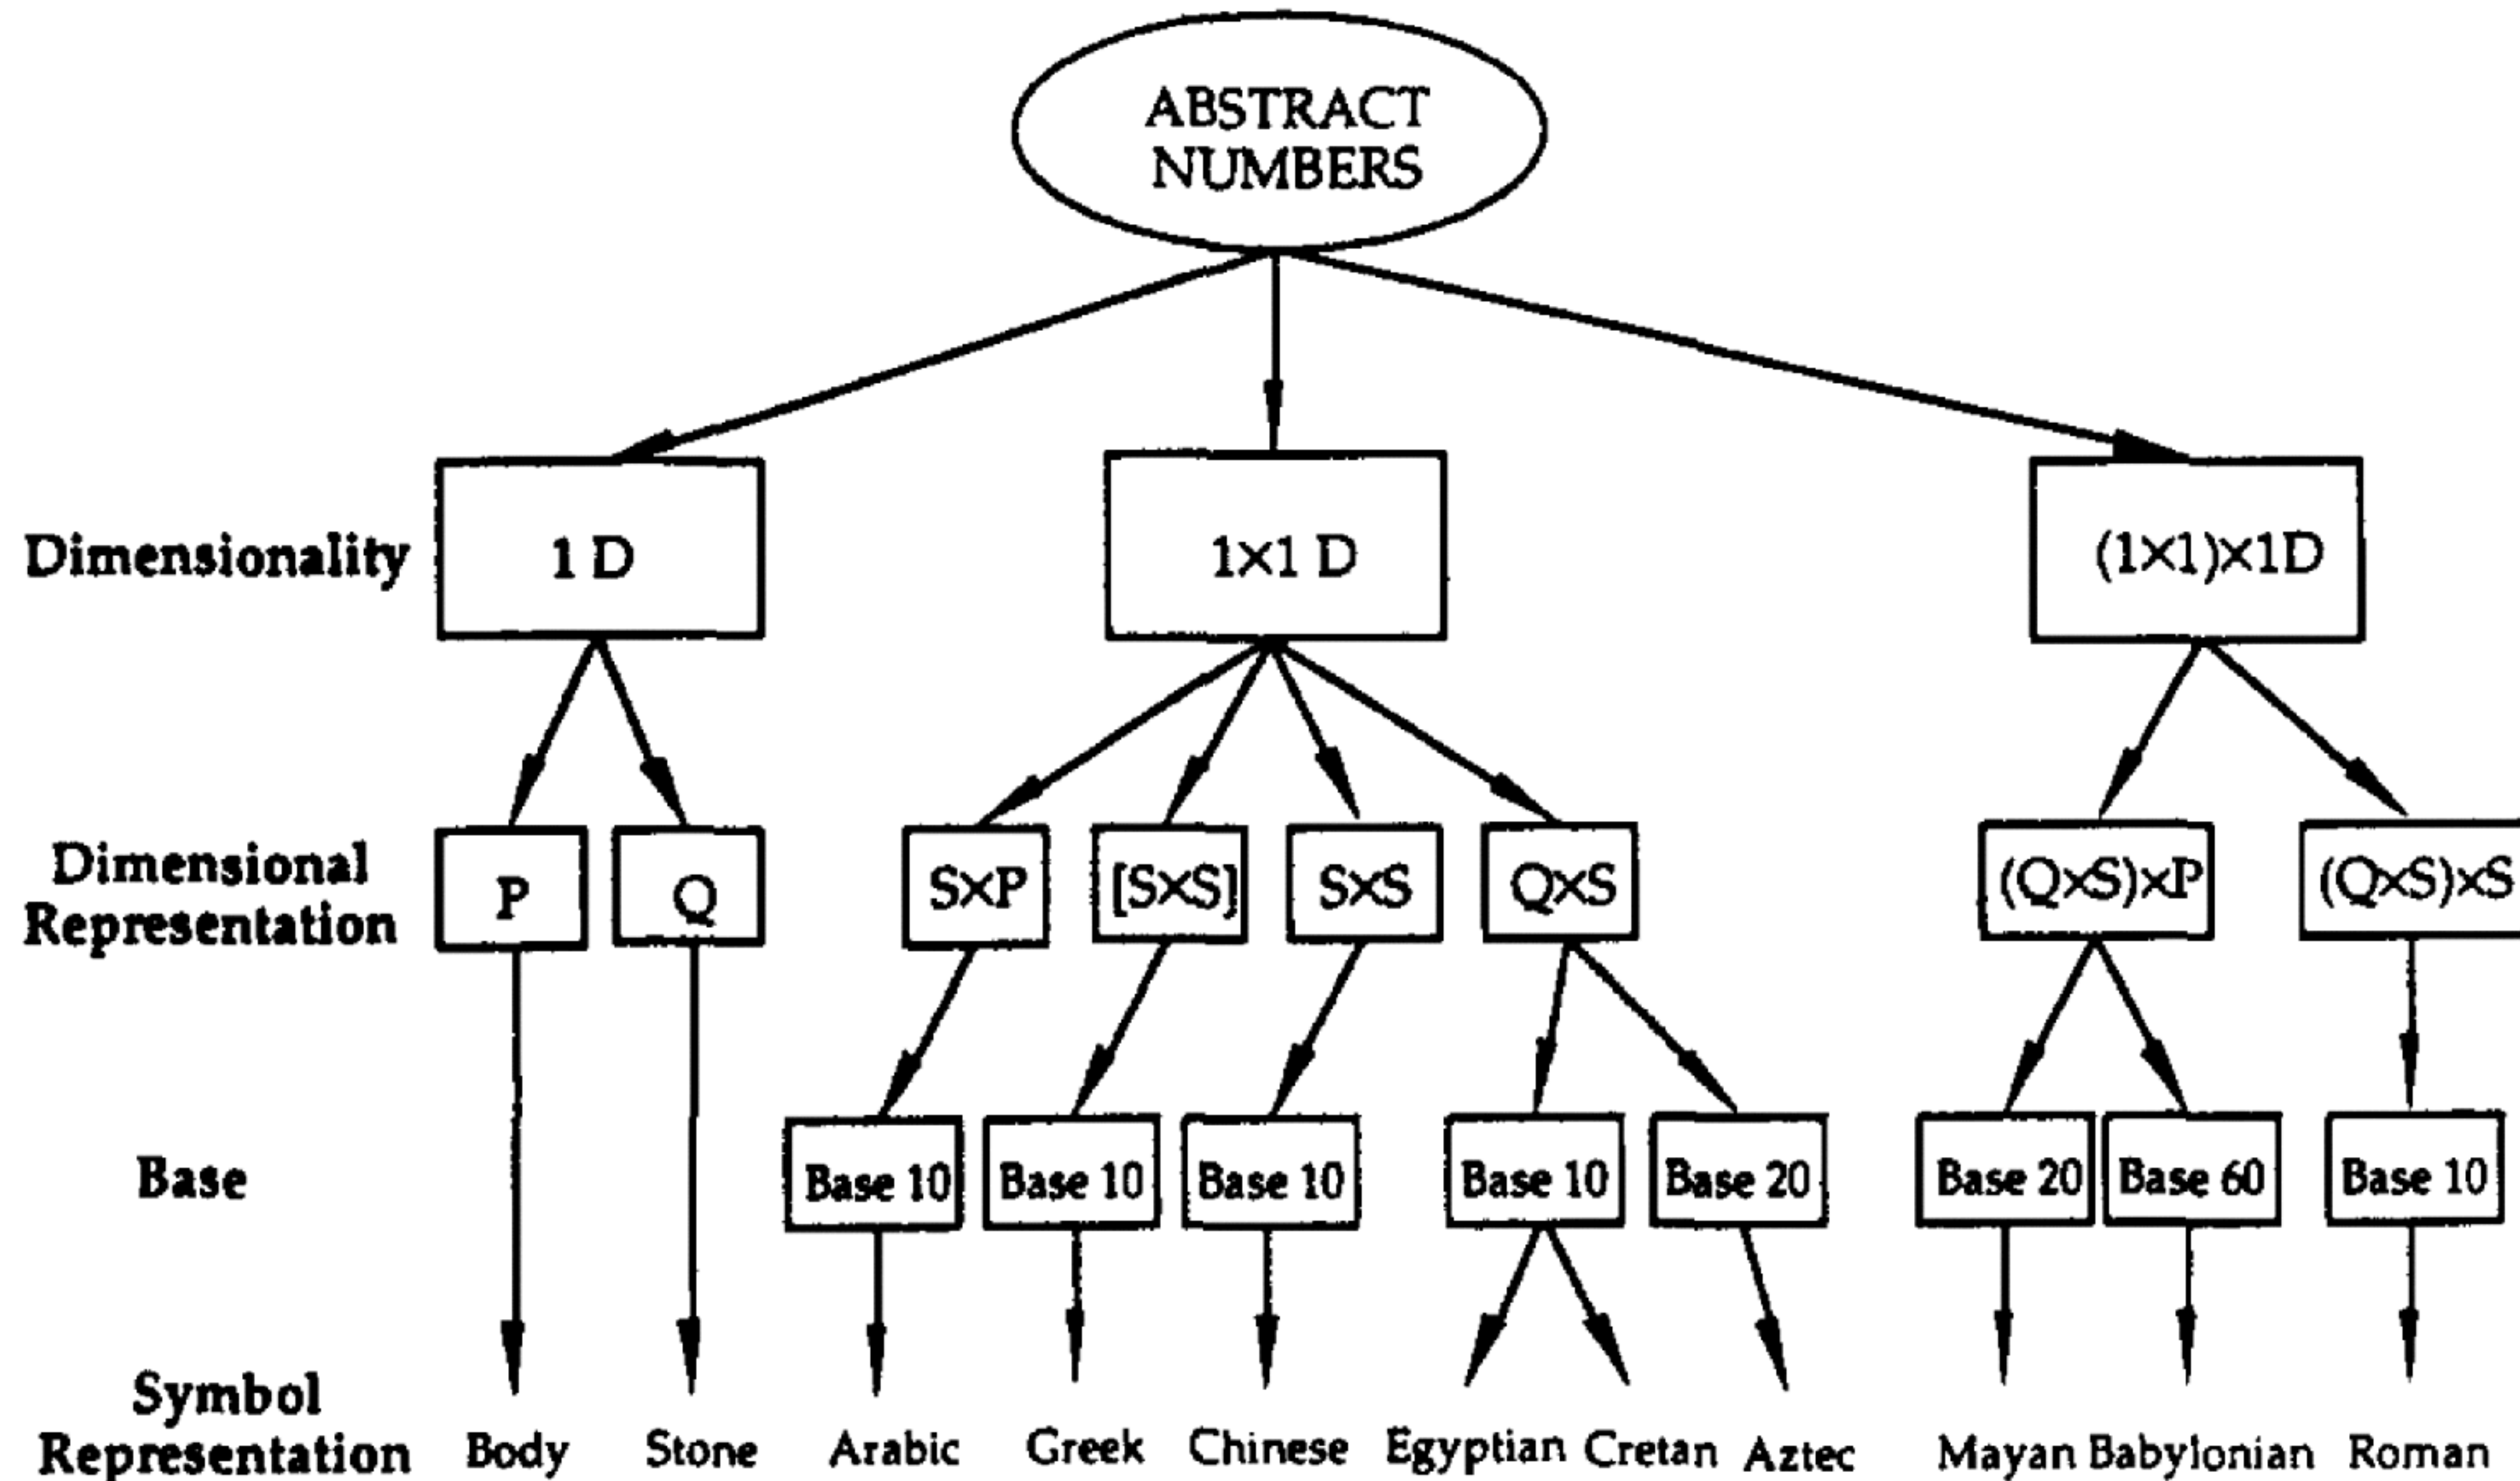 ABSTRACT
NUMBERS
Dimensionality
1 D
1×1 D
(1×1)×1D
Dimensional
Representation
P
Q
S×P
[S×S]
S×S
Q×S
(Q×S)×P
(Q×S)×S
Base
Base 10
Base 10
Base 10
Base 10
Base 20
Base 20
Base 60
Base 10
Symbol
Representation
Body
Stone
Arabic
Greek
Chinese
Egyptian
Cretan
Aztec
Mayan
Babylonian
Roman